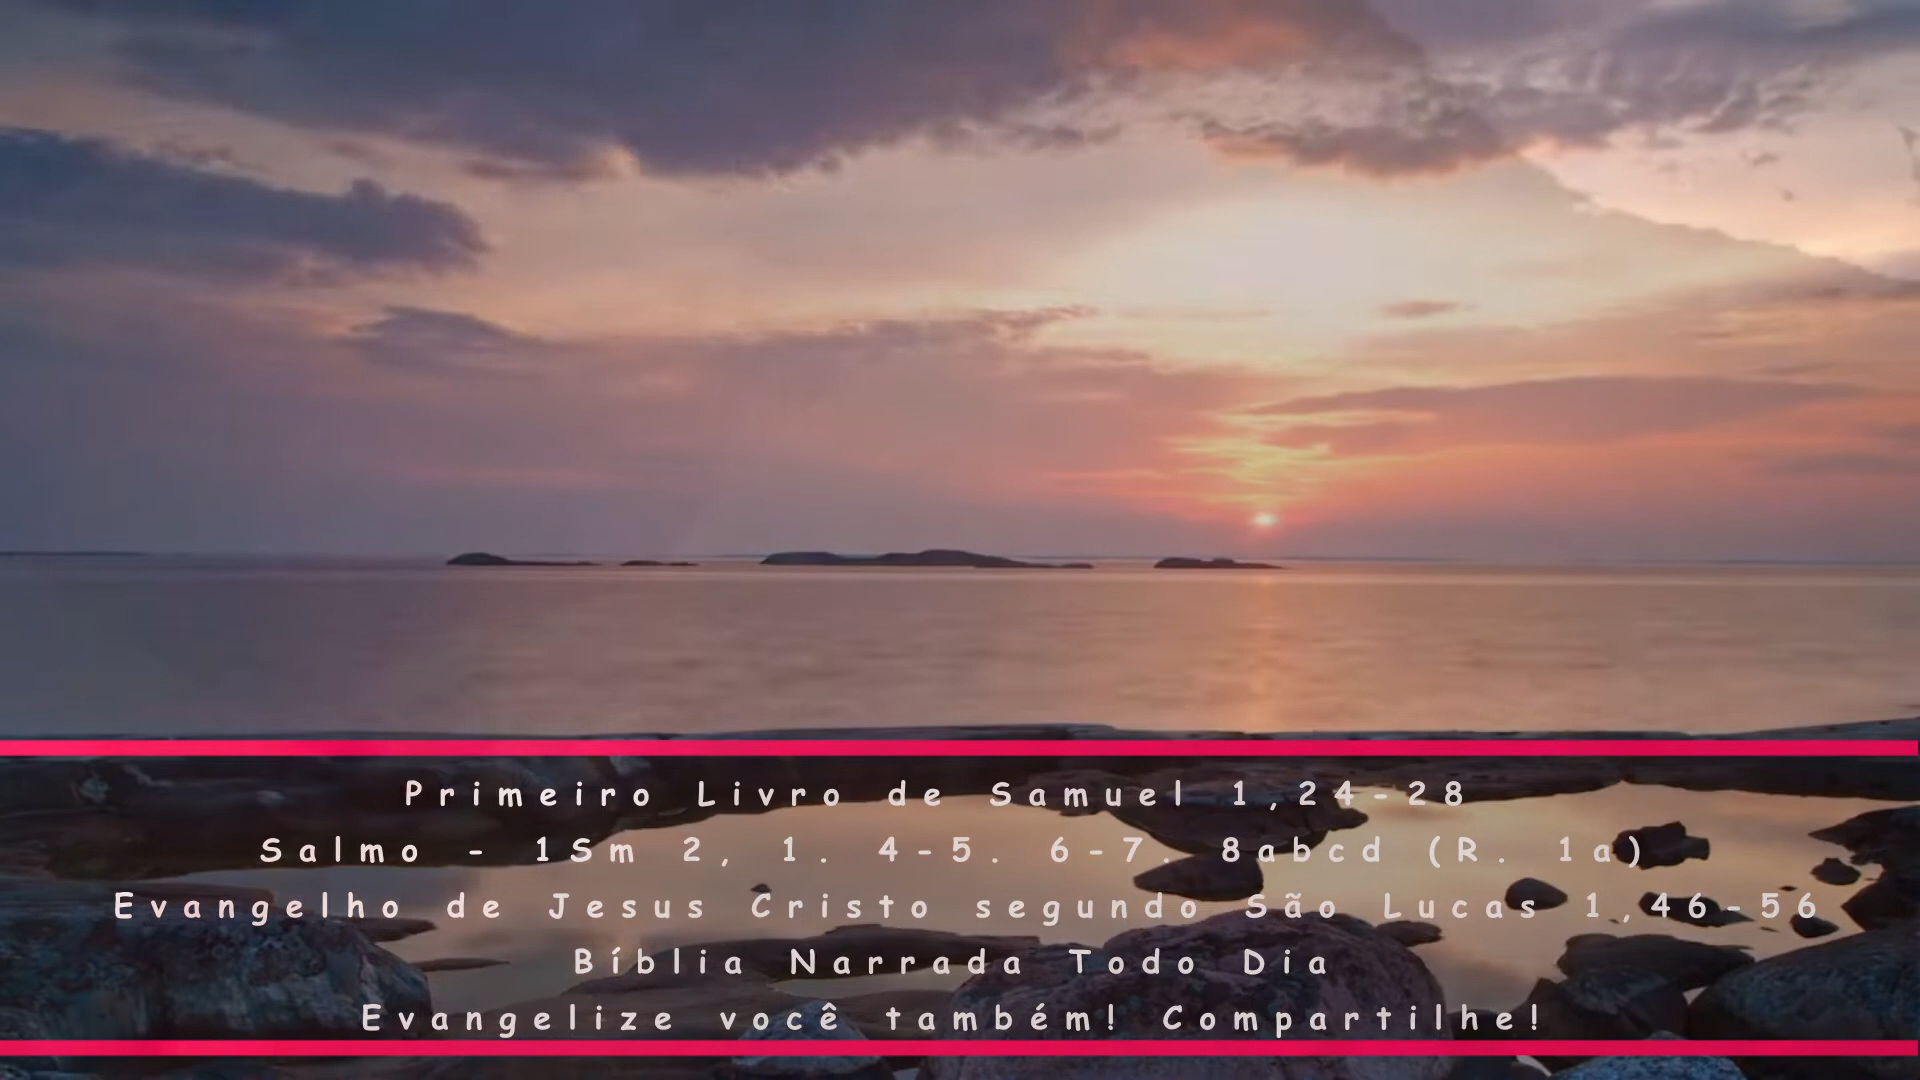 Primeiro Livro de Samuel 1,24-28
Salmo - 1Sm 2, 1. 4-5. 6-7. 8abcd (R. 1a)
Evangelho de Jesus Cristo segundo São Lucas 1,46-56
Bíblia Narrada Todo Dia
Evangelize você também! Compartilhe!